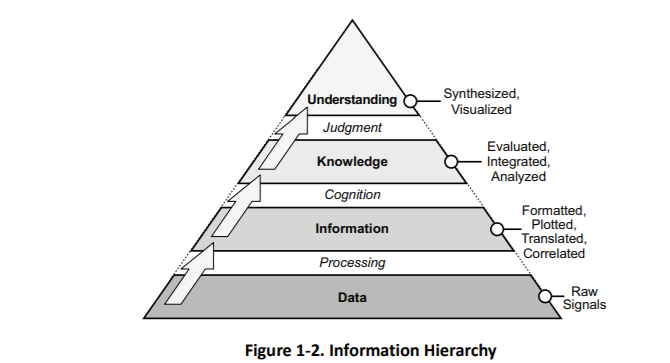 Understanding
Synthesized,
Visualized
Judgment
Knowledge
Evaluated,
Integrated,
Analyzed
Cognition
Information
Formatted,
Plotted,
Translated,
Correlated
Processing
Data
Raw
Signals
Figure 1-2. Information Hierarchy